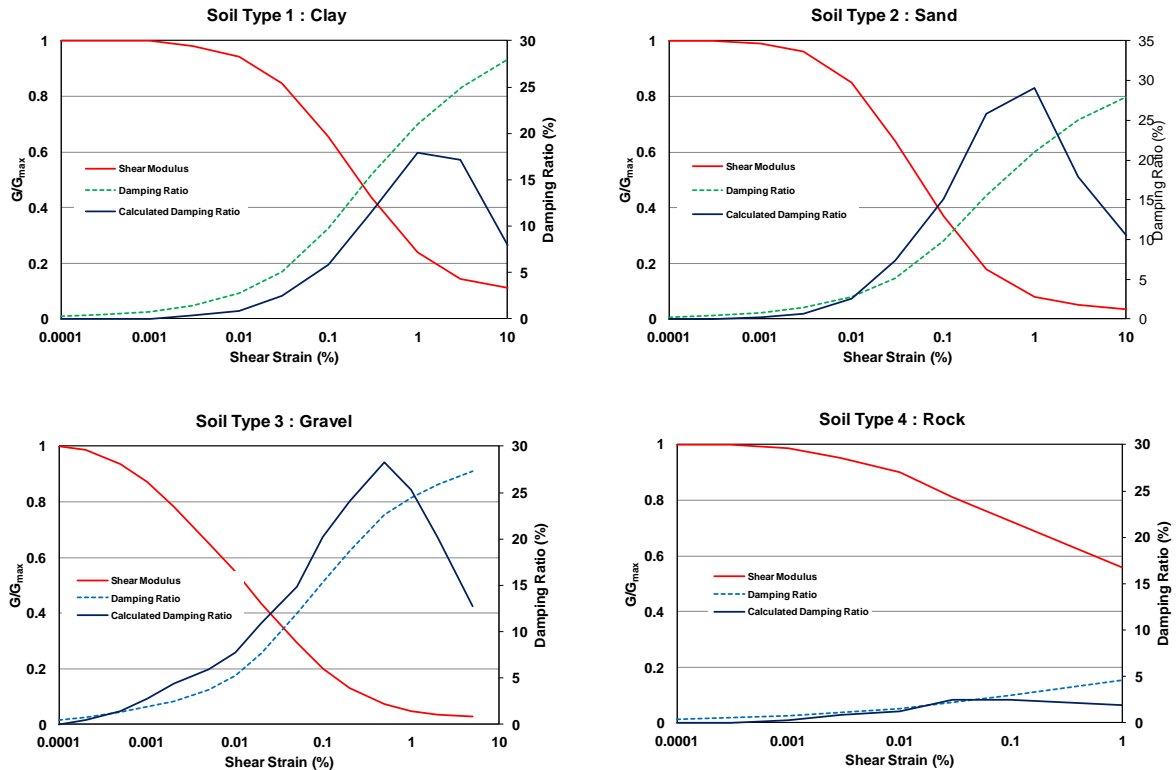 Soil Type 1 : Clay
1
0.8
0.6
0.4
0.2
0
30
25
20
15
10
5
0
G/Gmax
Damping Ratio (%)
Shear Modulus
Damping Ratio
Calculated Damping Ratio
0.0001 0.001 0.01 0.1 1 10
Shear Strain (%)
Soil Type 2 : Sand
1
0.8
0.6
0.4
0.2
0
35
30
25
20
15
10
5
0
G/Gmax
Damping Ratio (%)
Shear Modulus
Damping Ratio
Calculated Damping Ratio
0.0001 0.001 0.01 0.1 1 10
Shear Strain (%)
Soil Type 3 : Gravel
1
0.8
0.6
0.4
0.2
0
30
25
20
15
10
5
0
G/Gmax
Damping Ratio (%)
Shear Modulus
Damping Ratio
Calculated Damping Ratio
0.0001 0.001 0.01 0.1 1 10
Shear Strain (%)
Soil Type 4 : Rock
1
0.8
0.6
0.4
0.2
0
30
25
20
15
10
5
0
G/Gmax
Damping Ratio (%)
Shear Modulus
Damping Ratio
Calculated Damping Ratio
0.0001 0.001 0.01 0.1 1
Shear Strain (%)